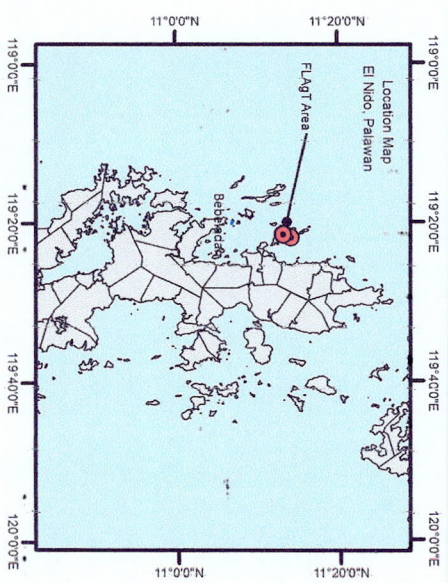 119°0'0"E
119°20'0"E
119°40'0"E
120°0'0"E
Location Map
El Nido, Palawan
11°20'0"N
11°20'0"N
FLAgT Area
Bebeladan
11°0'0"N
11°0'0"N
119°0'0"E
119°20'0"E
119°40'0"E
120°0'0"E